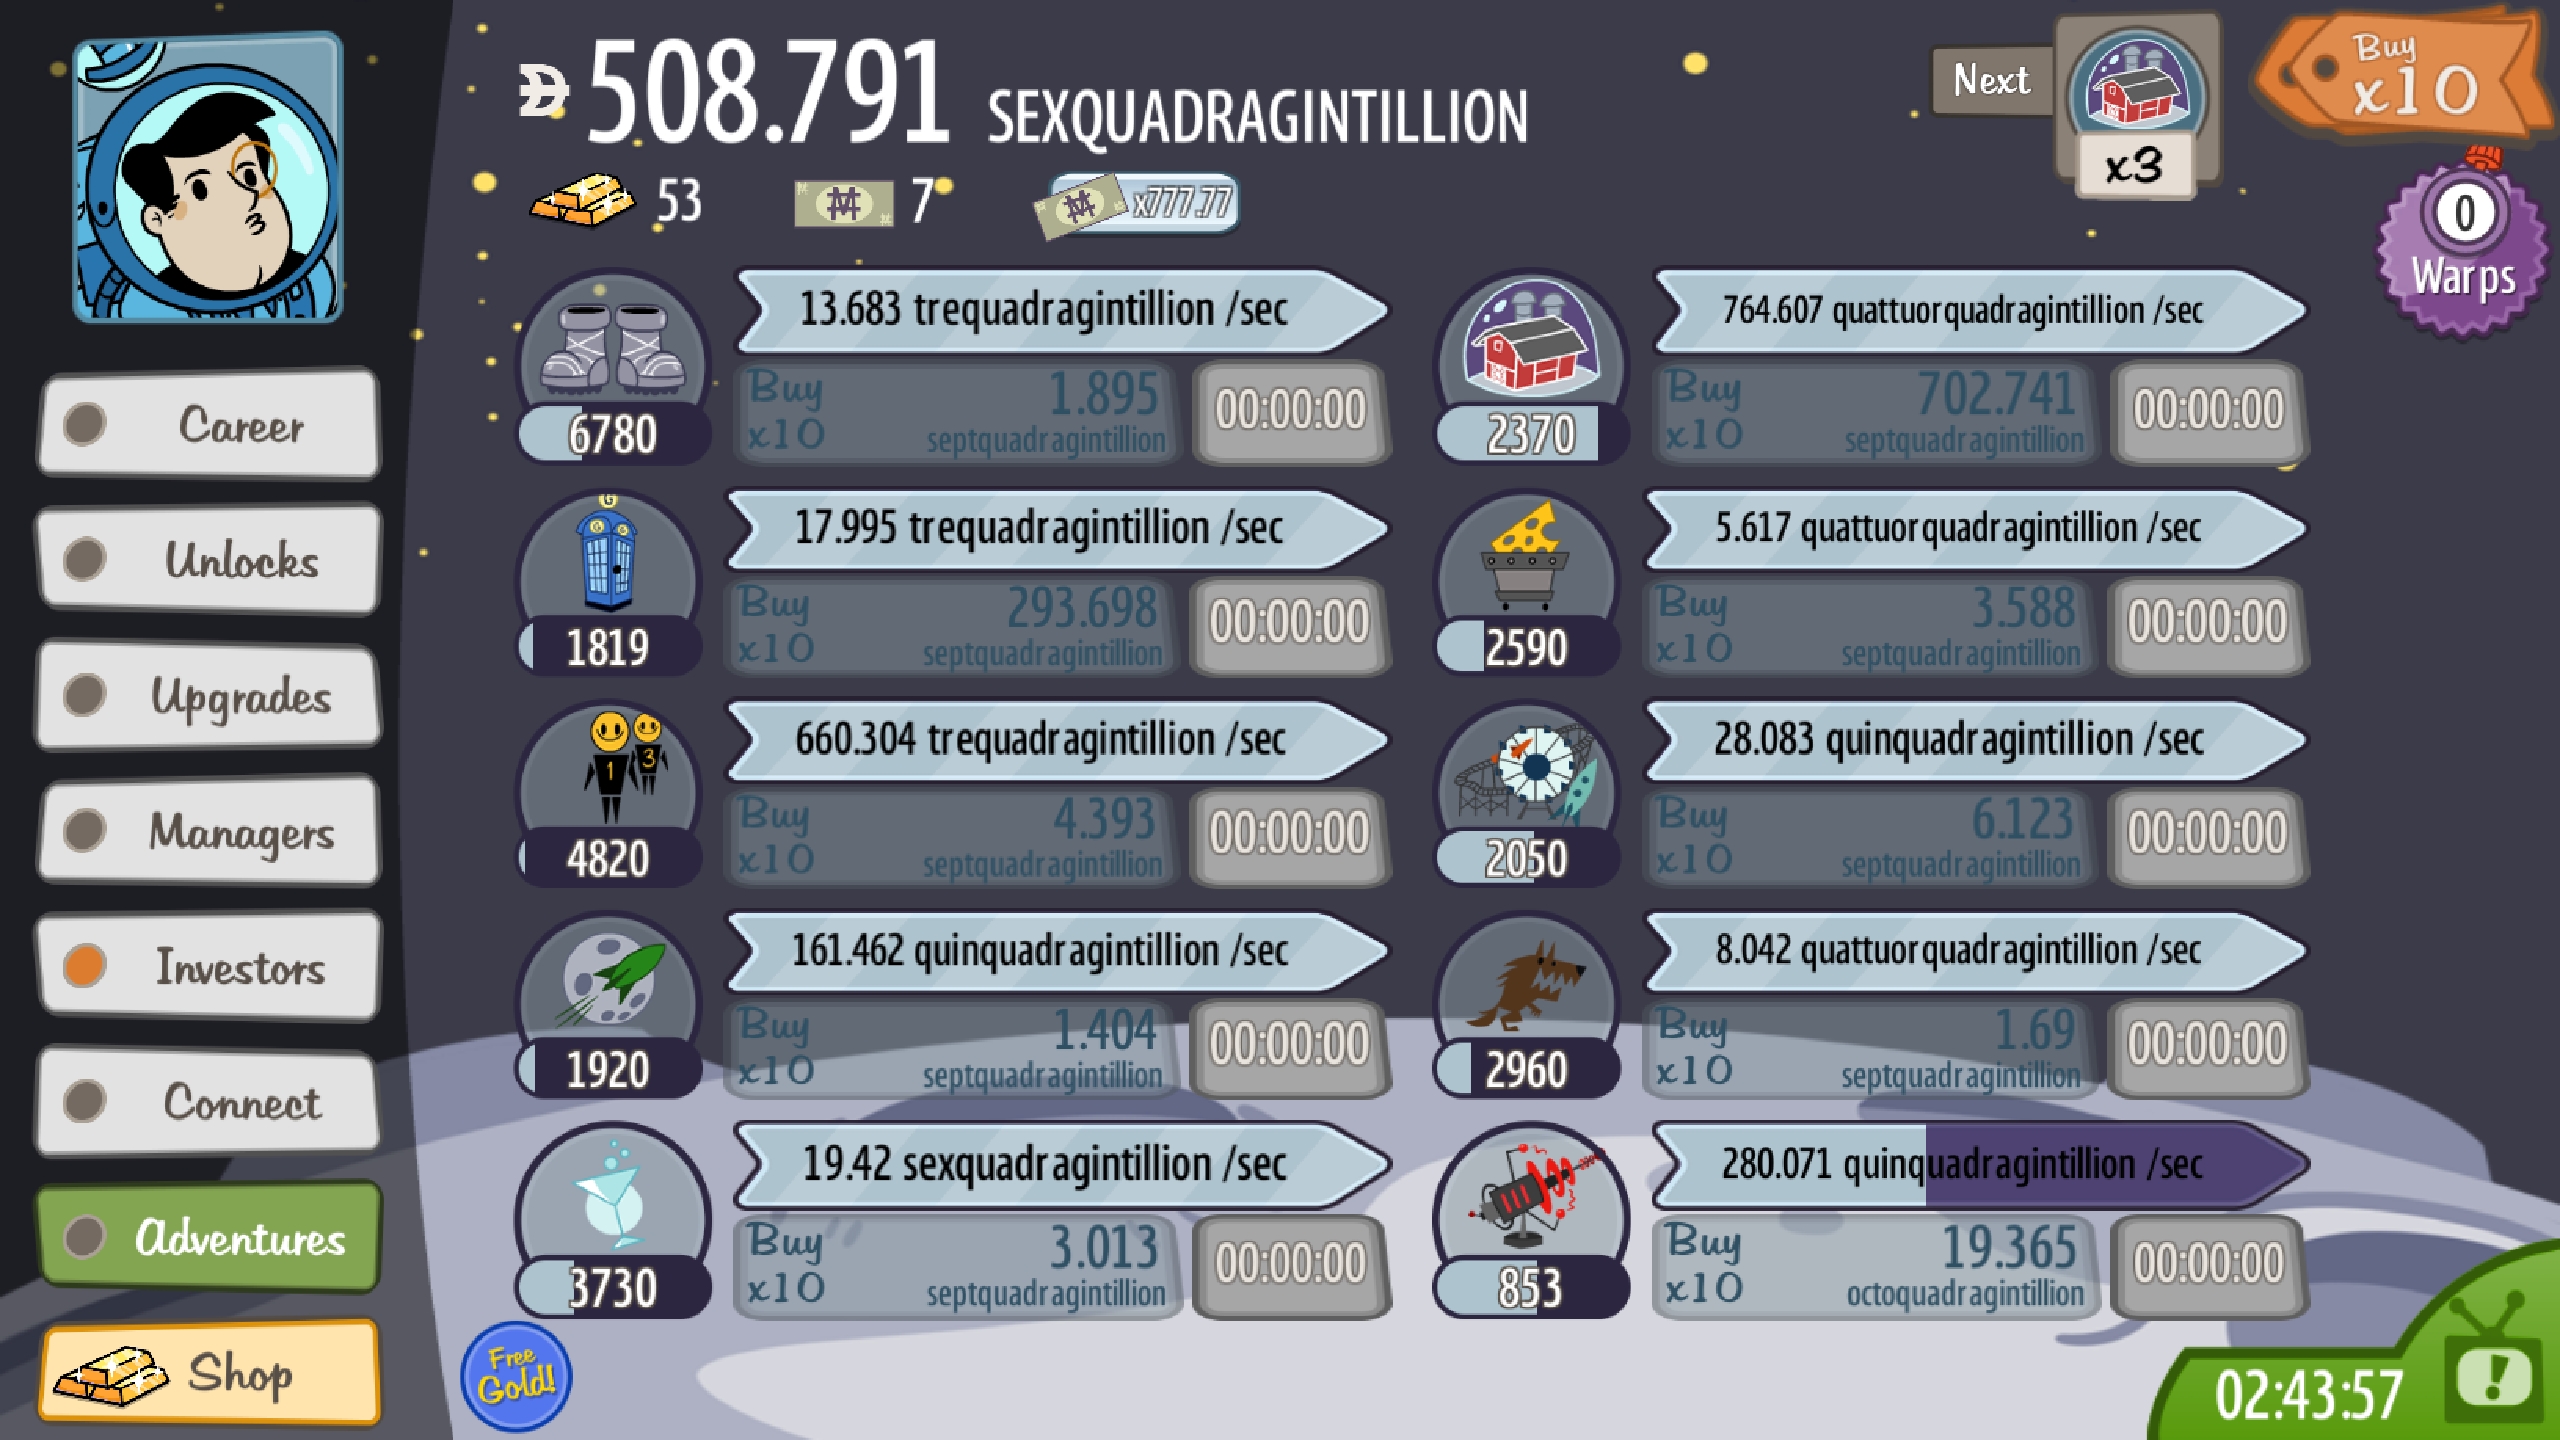 508.791 SEXQUADRAGINTILLION
53
7
x777.77
Next
x3
Buy
x10
0
Warps
Career
Unlocks
Upgrades
Managers
Investors
Connect
Adventures
Shop
13.683 trequadragintillion /sec
6780
Buy
x10
1.895
septquadragintillion
00:00:00
764.607 quattuorquadragintillion /sec
2370
Buy
x10
702.741
septquadragintillion
00:00:00
G
G G
17.995 trequadragintillion /sec
1819
Buy
x10
293.698
septquadragintillion
00:00:00
5.617 quattuorquadragintillion /sec
2590
Buy
x10
3.588
septquadragintillion
00:00:00
1 3
660.304 trequadragintillion /sec
4820
Buy
x10
4.393
septquadragintillion
00:00:00
28.083 quinquadragintillion /sec
2050
Buy
x10
6.123
septquadragintillion
00:00:00
161.462 quinquadragintillion /sec
1920
Buy
x10
1.404
septquadragintillion
00:00:00
8.042 quattuorquadragintillion /sec
2960
Buy
x10
1.69
septquadragintillion
00:00:00
19.42 sexquadragintillion /sec
3730
Buy
x10
3.013
septquadragintillion
00:00:00
280.071 quinquadragintillion /sec
853
Buy
x10
19.365
octoquadragintillion
00:00:00
Free
Gold!
02:43:57
!